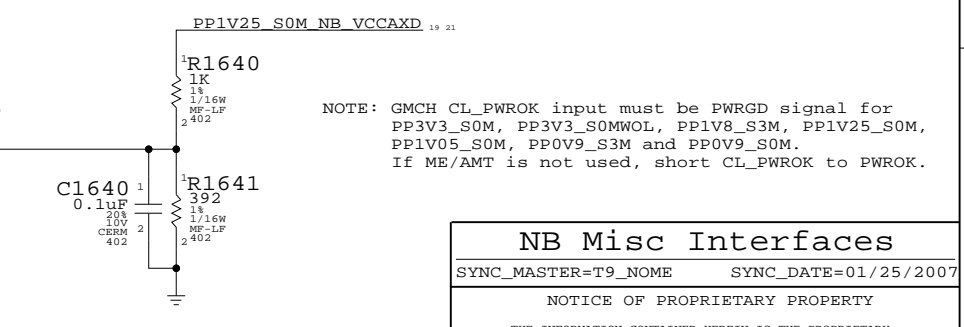 PP1V25_S0M_NB_VCCAXD 19 21
1
R1640
1K
1%
1/16W
MF-LF
402
2
NOTE: GMCH CL_PWROK input must be PWRGD signal for
PP3V3_S0M, PP3V3_S0MWOL, PP1V8_S3M, PP1V25_S0M,
PP1V05_S0M, PP0V9_S3M and PP0V9_S0M.
If ME/AMT is not used, short CL_PWROK to PWROK.
C1640
1
0.1uF
20%
10V
CERM
402
2
1
R1641
392
1%
1/16W
MF-LF
402
2
NB Misc Interfaces
SYNC_MASTER=T9_NOME SYNC_DATE=01/25/2007
NOTICE OF PROPRIETARY PROPERTY